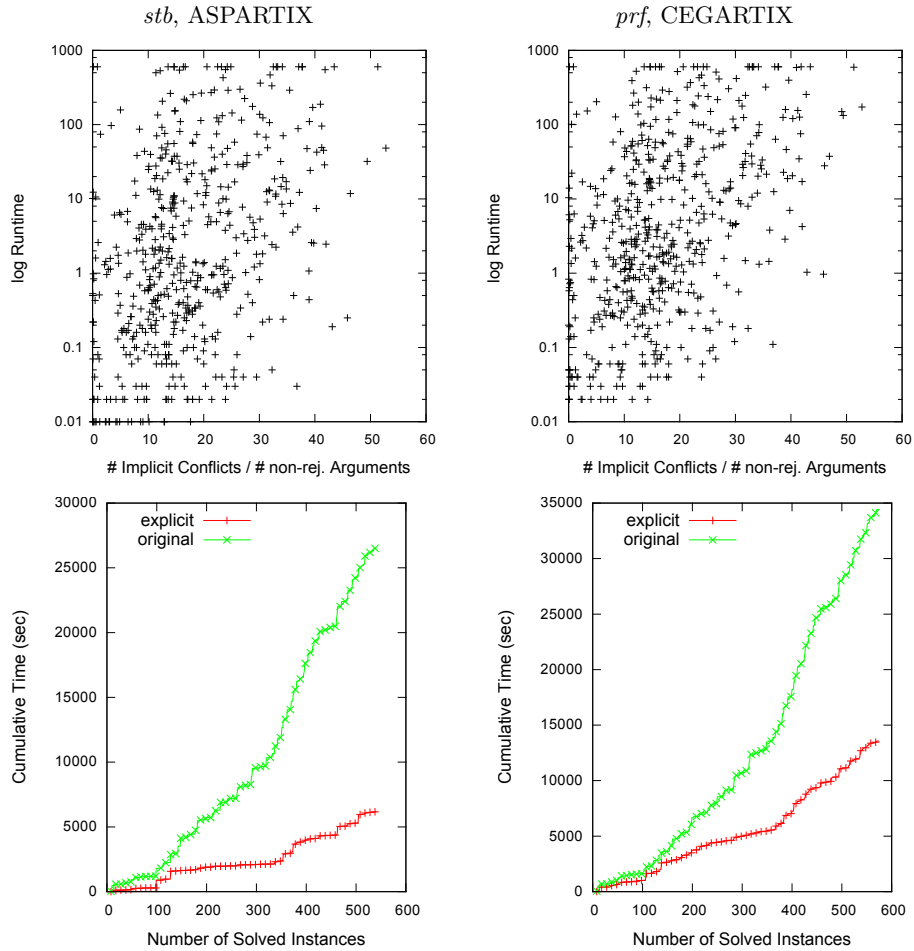 stb, ASPARTIX
prf, CEGARTIX
1000
100
10
1
0.1
0.01
log Runtime
0 10 20 30 40 50 60
# Implicit Conflicts / # non-rej. Arguments
1000
100
10
1
0.1
0.01
log Runtime
0 10 20 30 40 50 60
# Implicit Conflicts / # non-rej. Arguments
30000
25000
20000
15000
10000
5000
0
Cumulative Time (sec)
explicit
original
0 100 200 300 400 500 600
Number of Solved Instances
35000
30000
25000
20000
15000
10000
5000
0
Cumulative Time (sec)
explicit
original
0 100 200 300 400 500 600
Number of Solved Instances